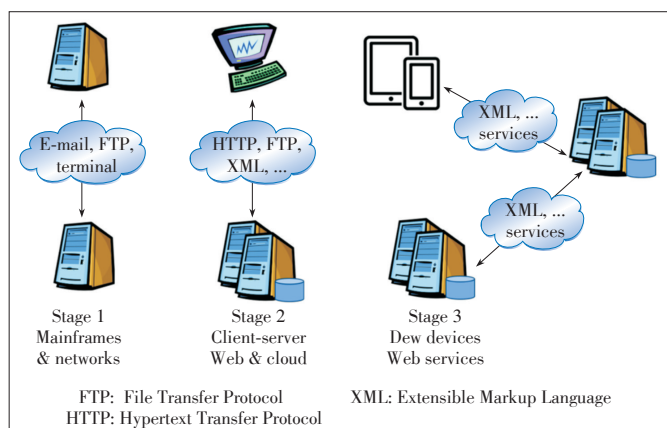 E-mail, FTP,
terminal
HTTP, FTP,
XML, ...
XML, ...
services
XML, ...
services
Stage 1
Mainframes
& networks
Stage 2
Client-server
Web & cloud
Stage 3
Dew devices
Web services
FTP: File Transfer Protocol
XML: Extensible Markup Language
HTTP: Hypertext Transfer Protocol